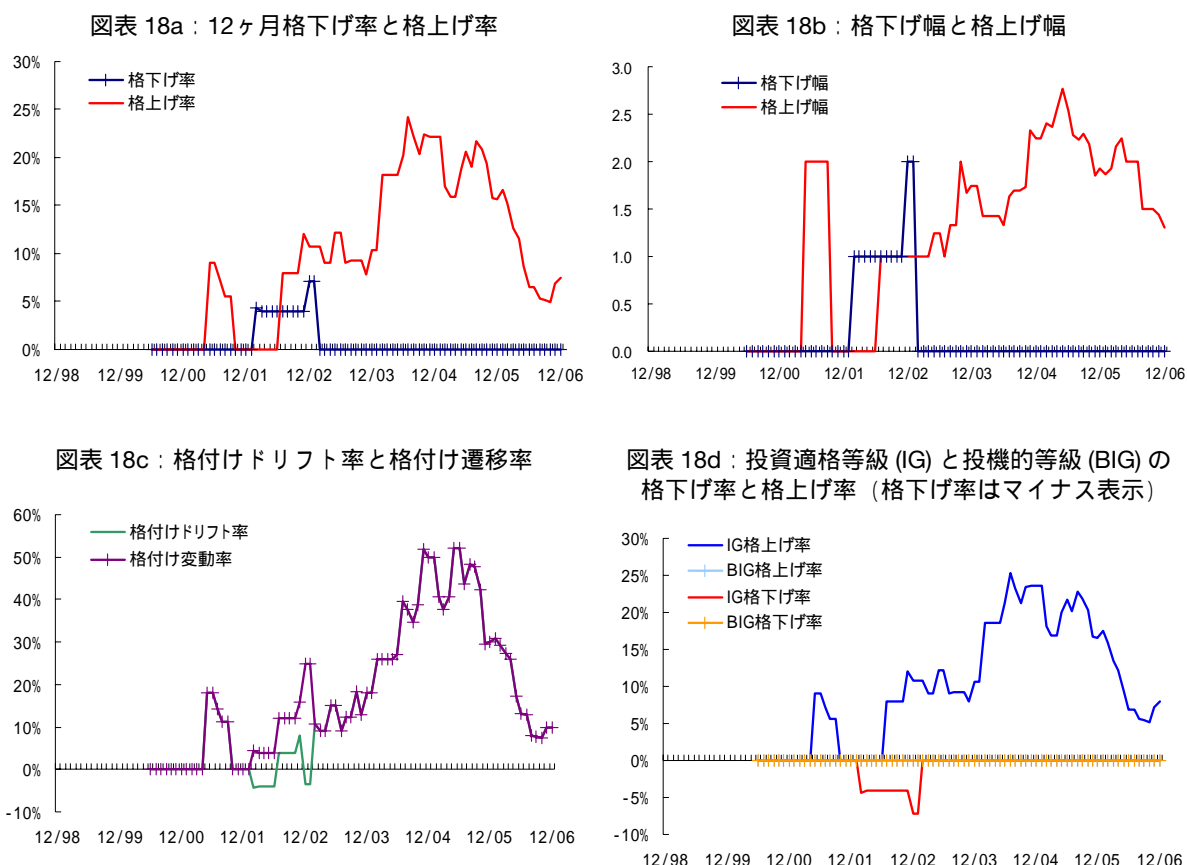 図表 18a：12ヶ月格下げ率と格上げ率
30%
25%
20%
15%
10%
5%
0%
格下げ率
格上げ率
12/98 12/99 12/00 12/01 12/02 12/03 12/04 12/05 12/06
図表 18b：格下げ幅と格上げ幅
3.0
2.5
2.0
1.5
1.0
0.5
0.0
格下げ幅
格上げ幅
12/98 12/99 12/00 12/01 12/02 12/03 12/04 12/05 12/06
図表 18c：格付けドリフト率と格付け遷移率
60%
50%
40%
30%
20%
10%
0%
-10%
格付けドリフト率
格付け変動率
12/98 12/99 12/00 12/01 12/02 12/03 12/04 12/05 12/06
図表 18d：投資適格等級 (IG) と投機的等級 (BIG) の
格下げ率と格上げ率（格下げ率はマイナス表示）
30%
25%
20%
15%
10%
5%
0%
-5%
-10%
IG格上げ率
BIG格上げ率
IG格下げ率
BIG格下げ率
12/98 12/99 12/00 12/01 12/02 12/03 12/04 12/05 12/06